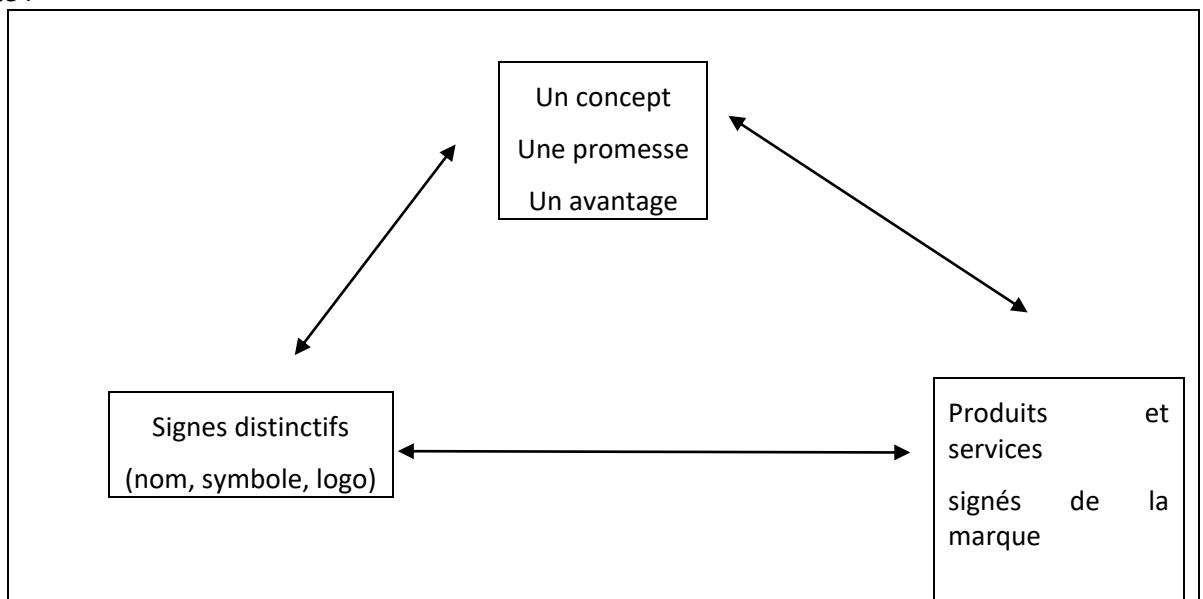 Un concept
Une promesse
Un avantage
Signes distinctifs
(nom, symbole, logo)
Produits et
services
signés de la
marque